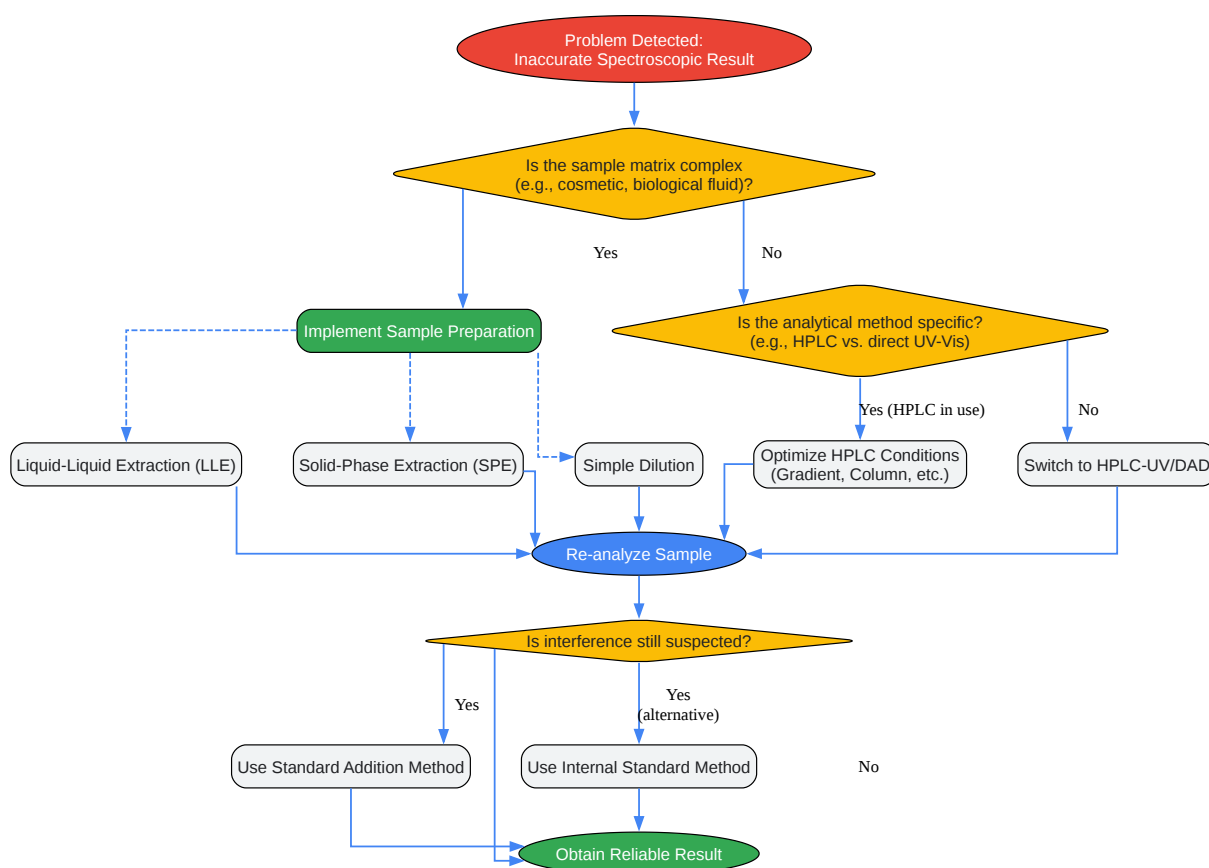 Problem Detected:
Inaccurate Spectroscopic Result
Is the sample matrix complex
(e.g., cosmetic, biological fluid)?
Yes
No
Implement Sample Preparation
Is the analytical method specific?
(e.g., HPLC vs. direct UV-Vis)
Yes (HPLC in use)
No
Liquid-Liquid Extraction (LLE)
Solid-Phase Extraction (SPE)
Simple Dilution
Optimize HPLC Conditions
(Gradient, Column, etc.)
Switch to HPLC-UV/DAD
Re-analyze Sample
Is interference still suspected?
Yes
Yes
(alternative)
Use Standard Addition Method
Use Internal Standard Method
No
Obtain Reliable Result